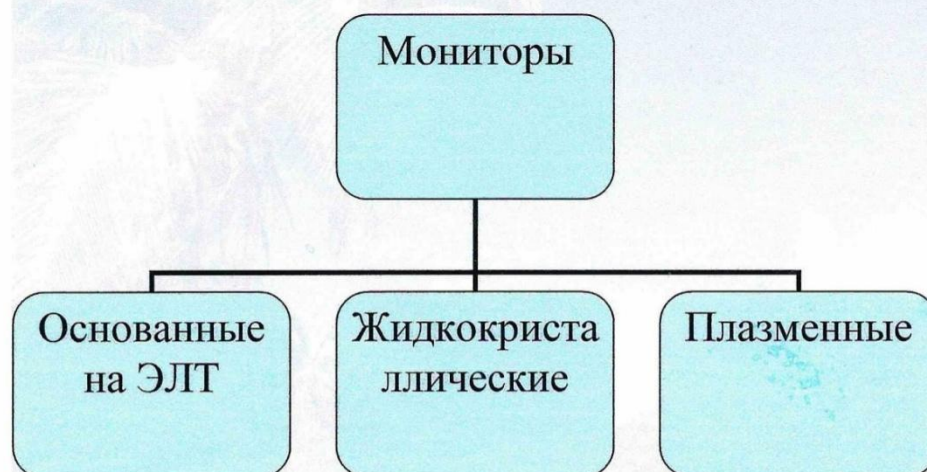 Мониторы
Основанные
на ЭЛТ
Жидкокриста
ллические
Плазменные